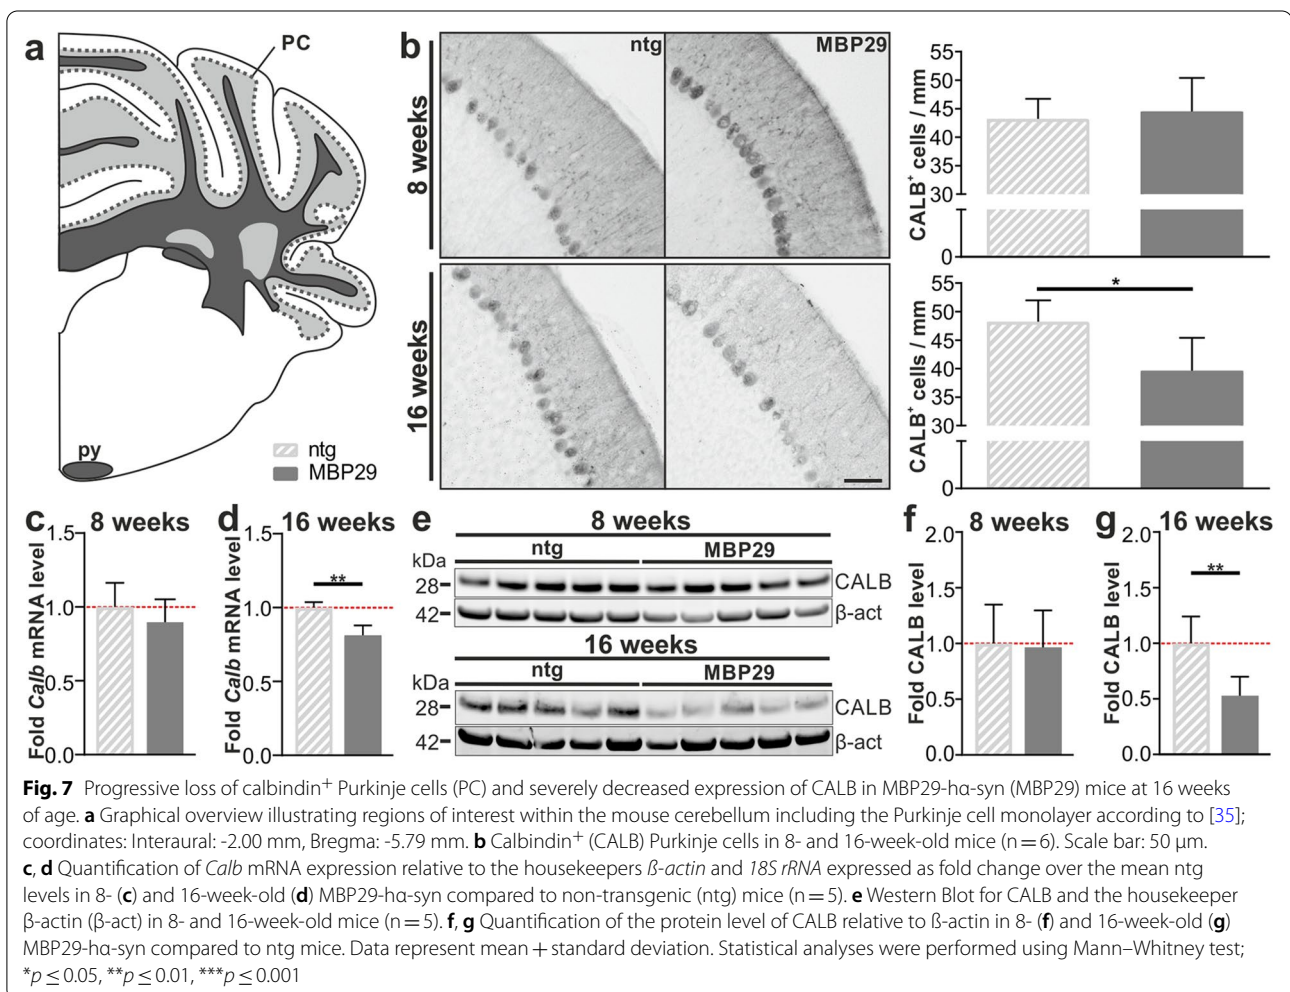 a
PC
py
ntg
MBP29
b
ntg
MBP29
8 weeks
16 weeks
CALB⁺ cells / mm
55
50
45
40
35
30
0
CALB⁺ cells / mm
55
50
45
40
35
30
0
*
c
8 weeks
Fold Calb mRNA level
1.5
1.0
0.5
0.0
d
16 weeks
Fold Calb mRNA level
1.5
1.0
0.5
0.0
**
e
8 weeks
ntg
MBP29
kDa
28
CALB
42
β-act
16 weeks
ntg
MBP29
kDa
28
CALB
42
β-act
f
8 weeks
Fold CALB level
2.0
1.5
1.0
0.5
0.0
g
16 weeks
Fold CALB level
2.0
1.5
1.0
0.5
0.0
**
Fig. 7 Progressive loss of calbindin⁺ Purkinje cells (PC) and severely decreased expression of CALB in MBP29-hα-syn (MBP29) mice at 16 weeks
of age. a Graphical overview illustrating regions of interest within the mouse cerebellum including the Purkinje cell monolayer according to [35];
coordinates: Interaural: -2.00 mm, Bregma: -5.79 mm. b Calbindin⁺ (CALB) Purkinje cells in 8- and 16-week-old mice (n = 6). Scale bar: 50 µm.
c, d Quantification of Calb mRNA expression relative to the housekeepers ß-actin and 18S rRNA expressed as fold change over the mean ntg
levels in 8- (c) and 16-week-old (d) MBP29-hα-syn compared to non-transgenic (ntg) mice (n = 5). e Western Blot for CALB and the housekeeper
β-actin (β-act) in 8- and 16-week-old mice (n = 5). f, g Quantification of the protein level of CALB relative to ß-actin in 8- (f) and 16-week-old (g)
MBP29-hα-syn compared to ntg mice. Data represent mean + standard deviation. Statistical analyses were performed using Mann–Whitney test;
*p ≤ 0.05, **p ≤ 0.01, ***p ≤ 0.001